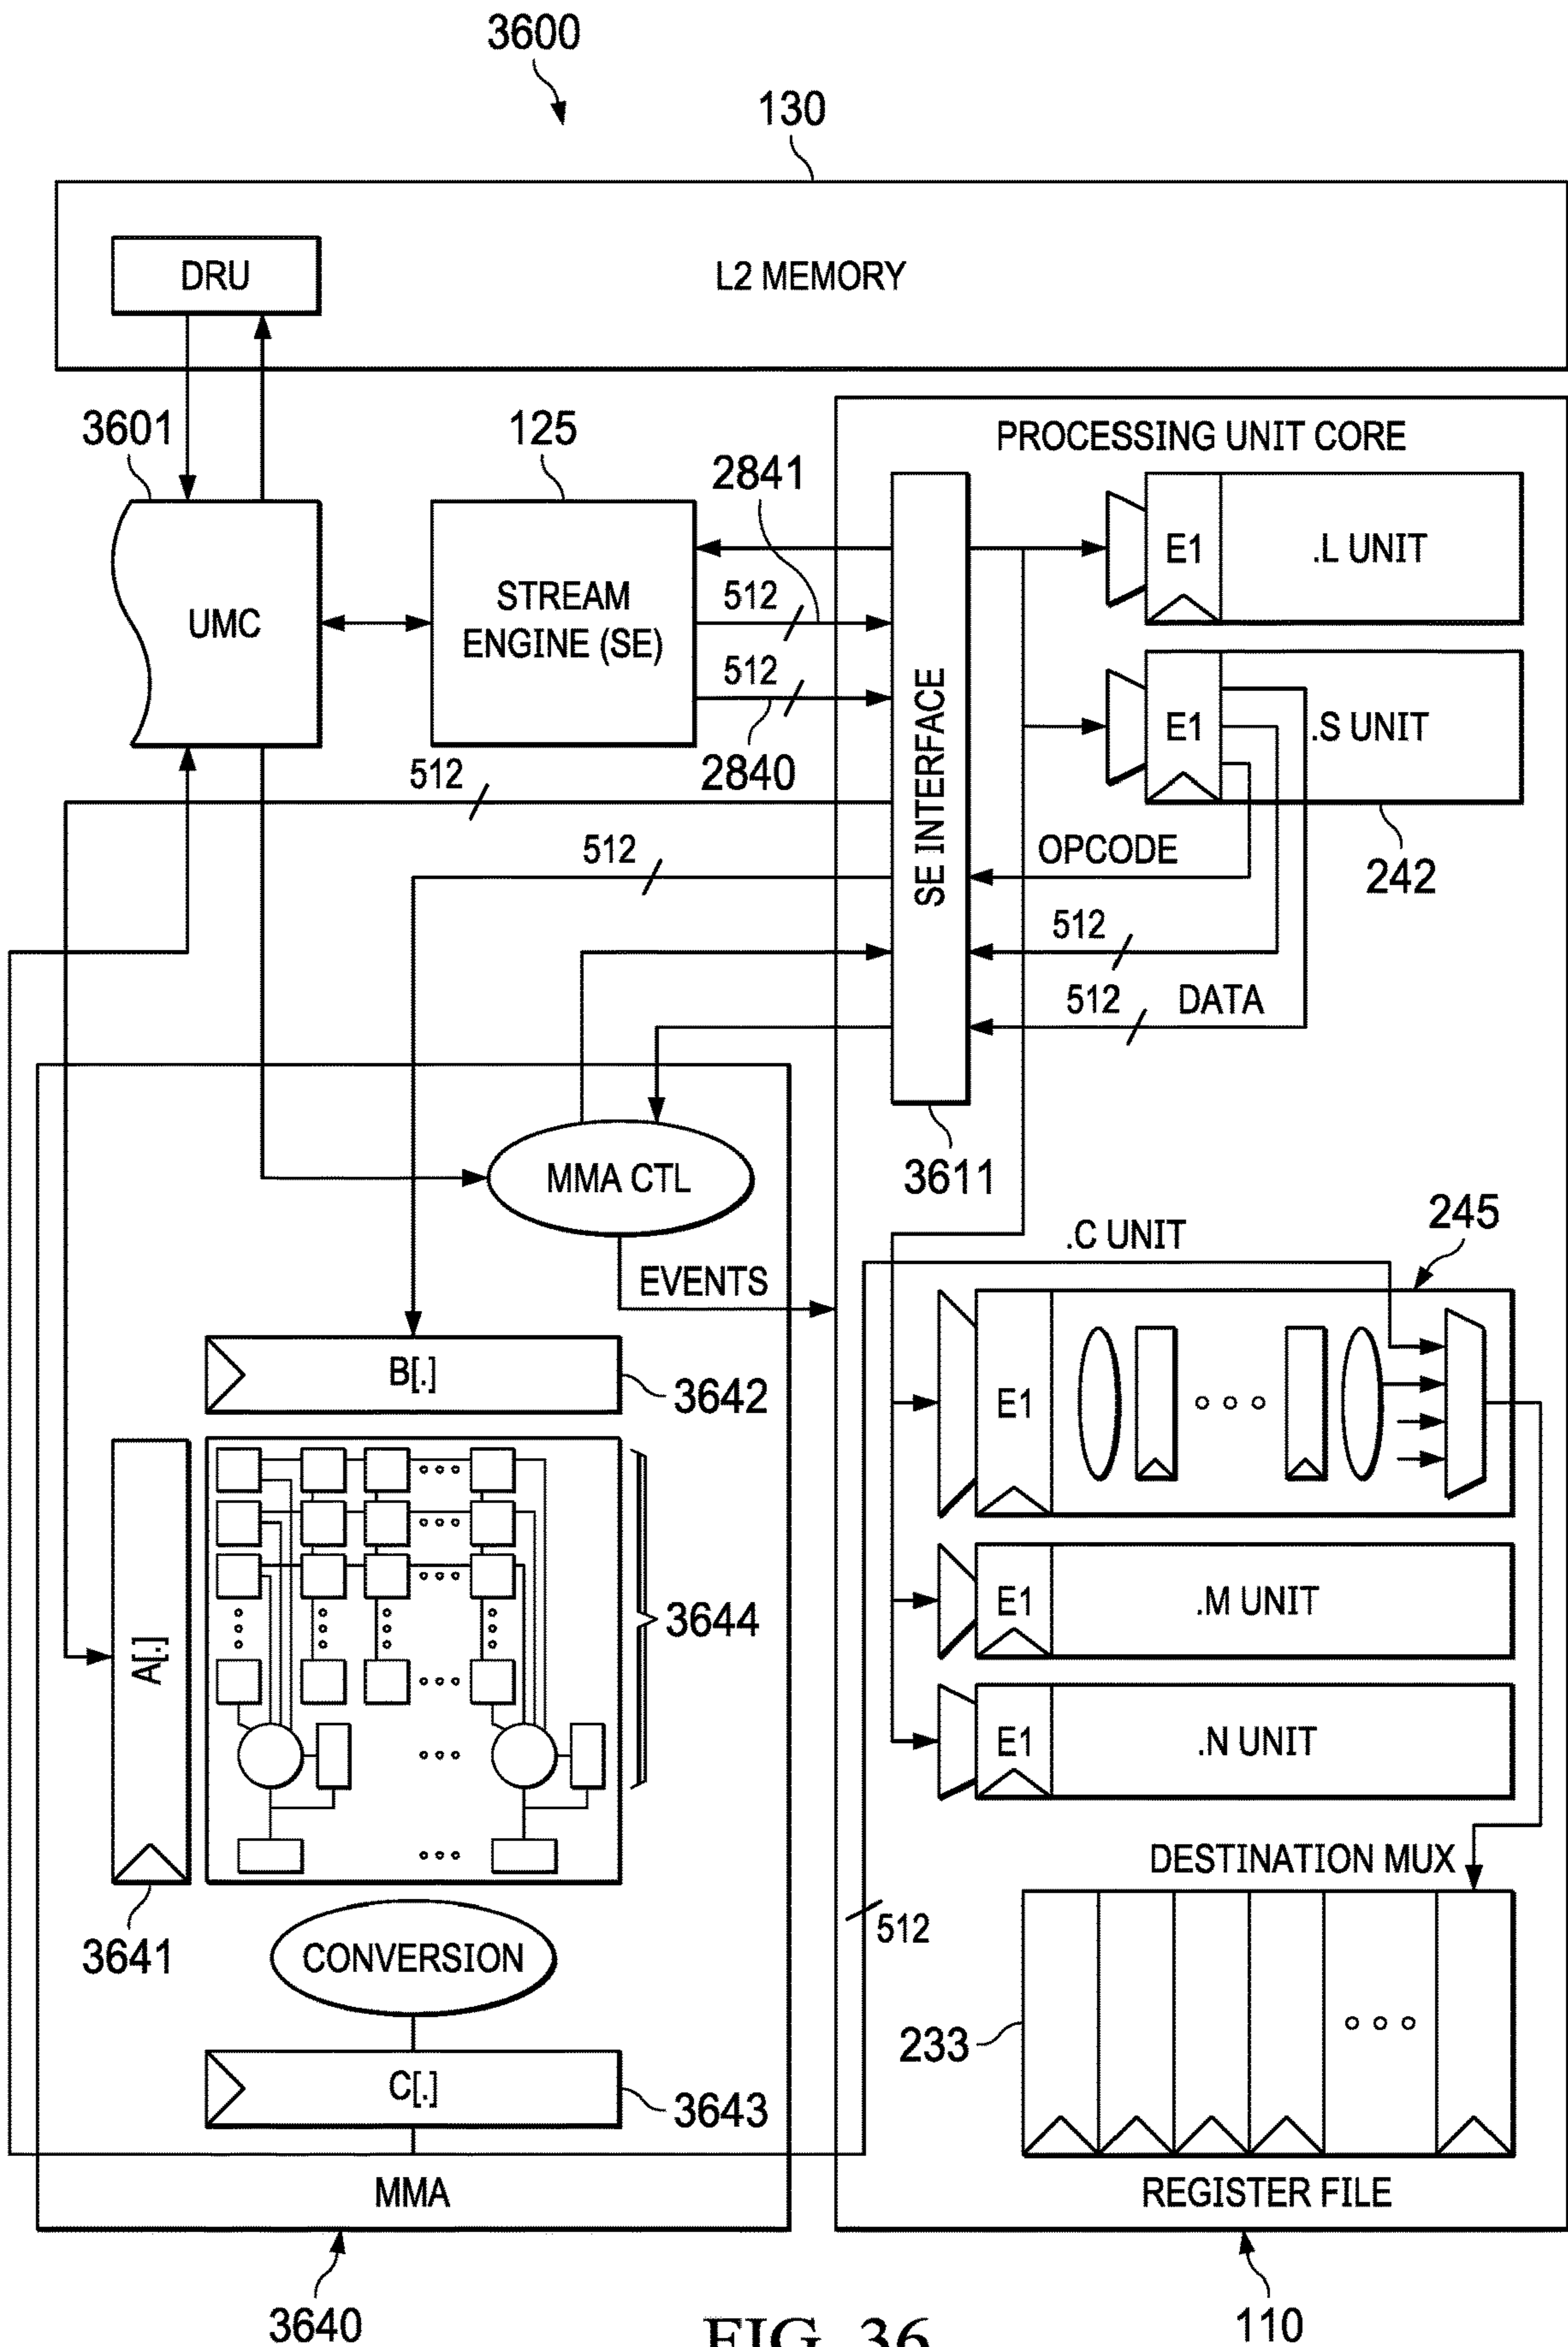 3600
130
DRU
L2 MEMORY
3601
125
2841
PROCESSING UNIT CORE
UMC
STREAM
ENGINE (SE)
512
512
2840
SE INTERFACE
E1
.L UNIT
E1
.S UNIT
242
512
512
OPCODE
512
512
DATA
3611
MMA CTL
EVENTS
.C UNIT
245
B[.]
3642
E1
A[.]
3644
E1
.M UNIT
E1
.N UNIT
3641
CONVERSION
512
DESTINATION MUX
233
C[.]
3643
MMA
REGISTER FILE
3640
110
FIG. 36